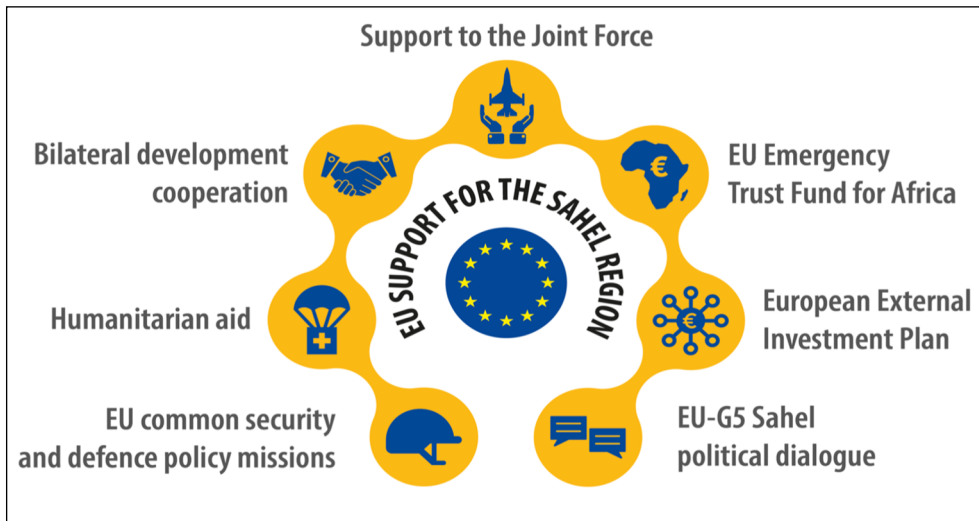 Support to the Joint Force
Bilateral development
cooperation
EU Emergency
Trust Fund for Africa
EU SUPPORT FOR THE SAHEL REGION
€
Humanitarian aid
European External
Investment Plan
€
EU common security
and defence policy missions
EU-G5 Sahel
political dialogue